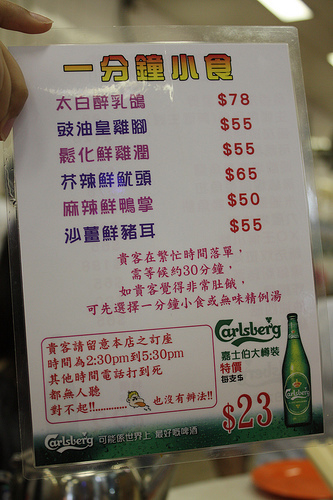 一分鐘小食
太白醉乳鴿 $78
豉油皇雞腳 $55
鬆化鮮雞潤 $55
芥辣鮮魷頭 $65
麻辣鮮鴨掌 $50
沙薑鮮豬耳 $55
貴客在繁忙時間落單，
需等候約30分鐘，
如貴客覺得非常肚餓，
可先選擇一分鐘小食或無味精例湯
貴客請留意本店之訂座
時間為2:30pm到5:30pm
其他時間電話打到死
都無人聽
對不起!!............ 也沒有辦法!!
Carlsberg
嘉士伯大樽裝
特價
每支$
$23
Carlsberg 可能係世界上 最好嘅啤酒